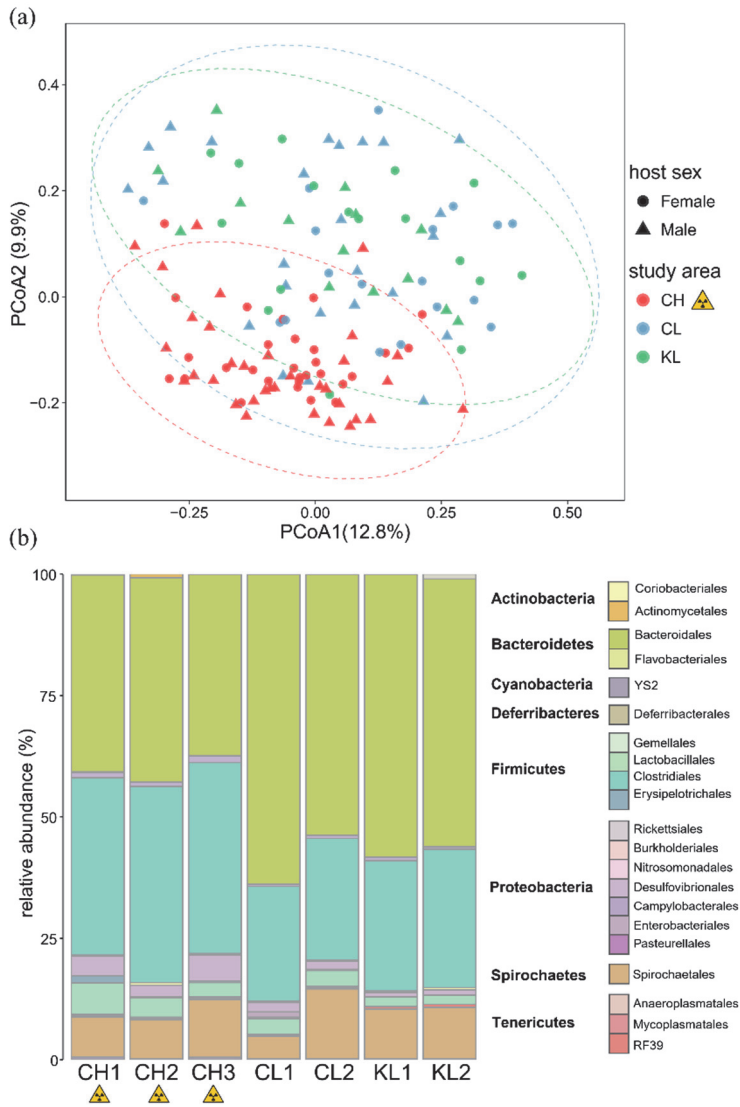 (a)
0.4
0.2
0.0
−0.2
PCoA2 (9.9%)
−0.25
0.00
0.25
0.50
PCoA1(12.8%)
host sex
Female
Male
study area
CH
CL
KL
(b)
100
75
50
25
0
relative abundance (%)
CH1
CH2
CH3
CL1
CL2
KL1
KL2
Actinobacteria
Coriobacteriales
Actinomycetales
Bacteroidetes
Bacteroidales
Flavobacteriales
Cyanobacteria
YS2
Deferribacteres
Deferribacterales
Firmicutes
Gemellales
Lactobacillales
Clostridiales
Erysipelotrichales
Proteobacteria
Rickettsiales
Burkholderiales
Nitrosomonadales
Desulfovibrionales
Campylobacterales
Enterobacteriales
Pasteurellales
Spirochaetes
Spirochaetales
Tenericutes
Anaeroplasmatales
Mycoplasmatales
RF39